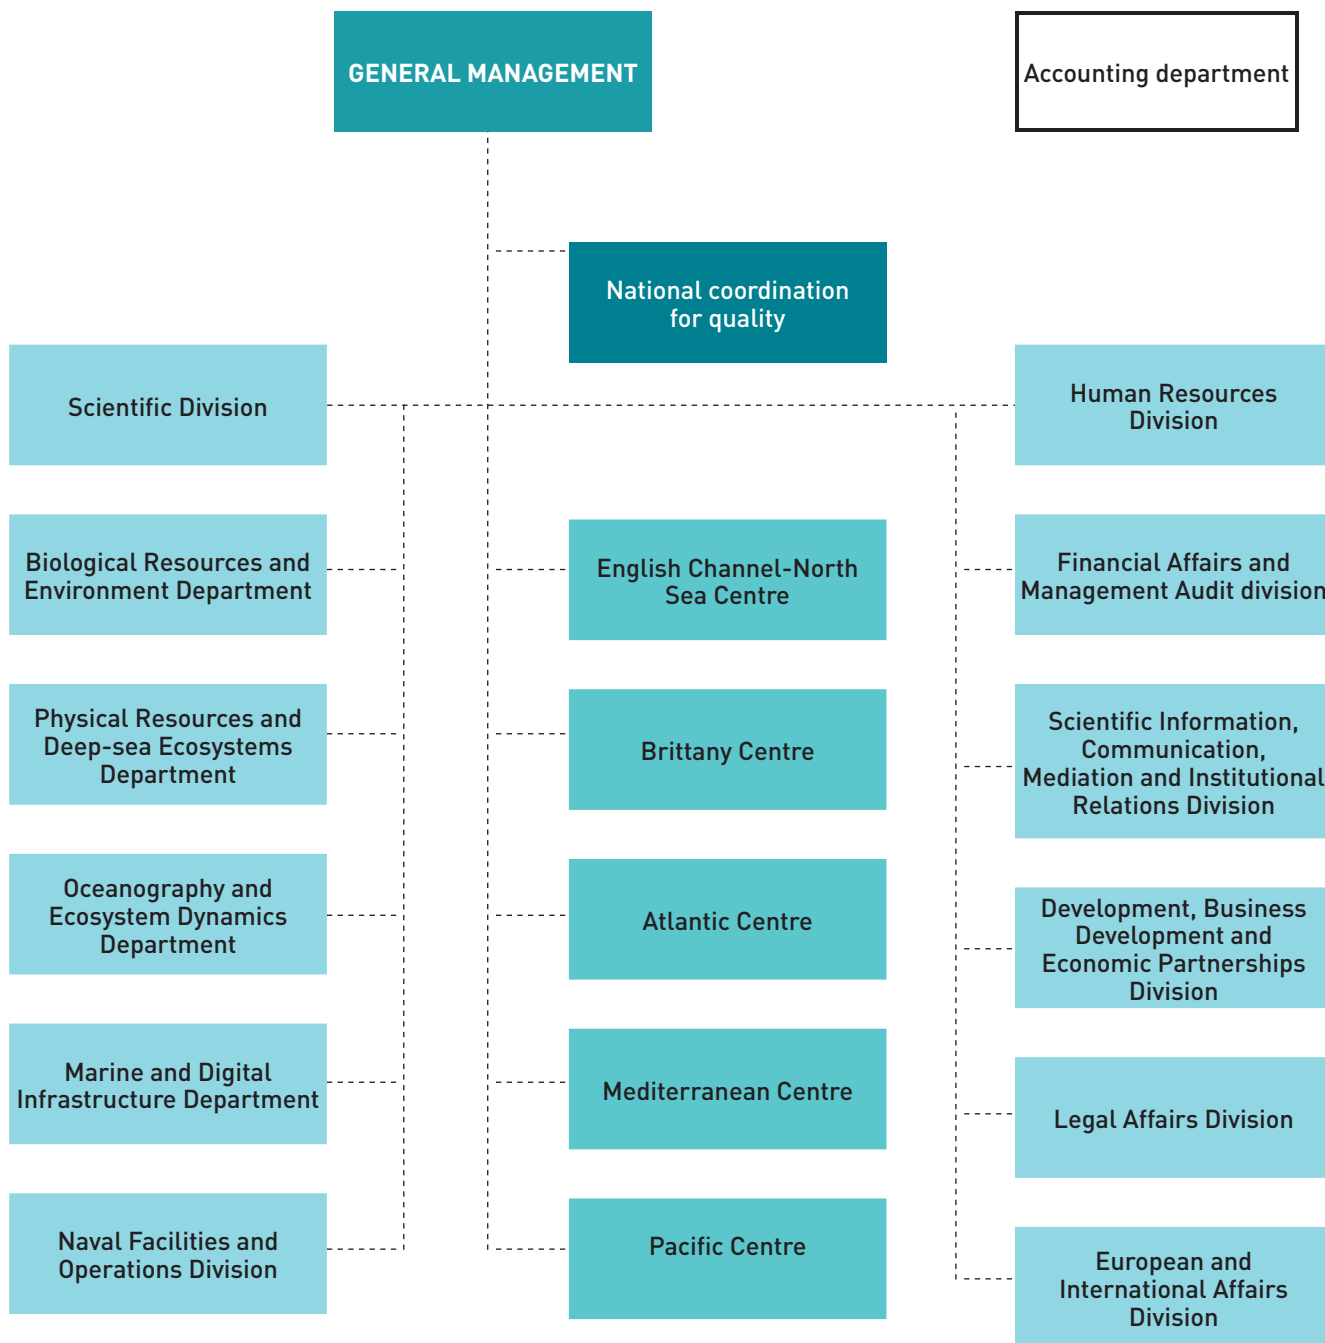 GENERAL MANAGEMENT
Accounting department
National coordination
for quality
Scientific Division
Human Resources
Division
Biological Resources and
Environment Department
English Channel-North
Sea Centre
Financial Affairs and
Management Audit division
Physical Resources and
Deep-sea Ecosystems
Department
Brittany Centre
Scientific Information,
Communication,
Mediation and Institutional
Relations Division
Oceanography and
Ecosystem Dynamics
Department
Atlantic Centre
Development, Business
Development and
Economic Partnerships
Division
Marine and Digital
Infrastructure Department
Mediterranean Centre
Legal Affairs Division
Naval Facilities and
Operations Division
Pacific Centre
European and
International Affairs
Division